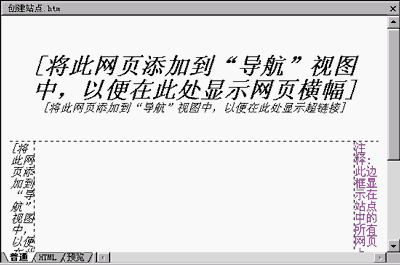 创建站点.htm
[将此网页添加到“导航”视图
中,以便在此处显示网页横幅]
[将此网页添加到“导航”视图中,以便在此处显示超链接]
[将
此网
页添
加到
“导
航”
视图
中,
以便
在此
注
释:
此边
框显
示在
站点
中的
所有
网页
普通 HTML 预览